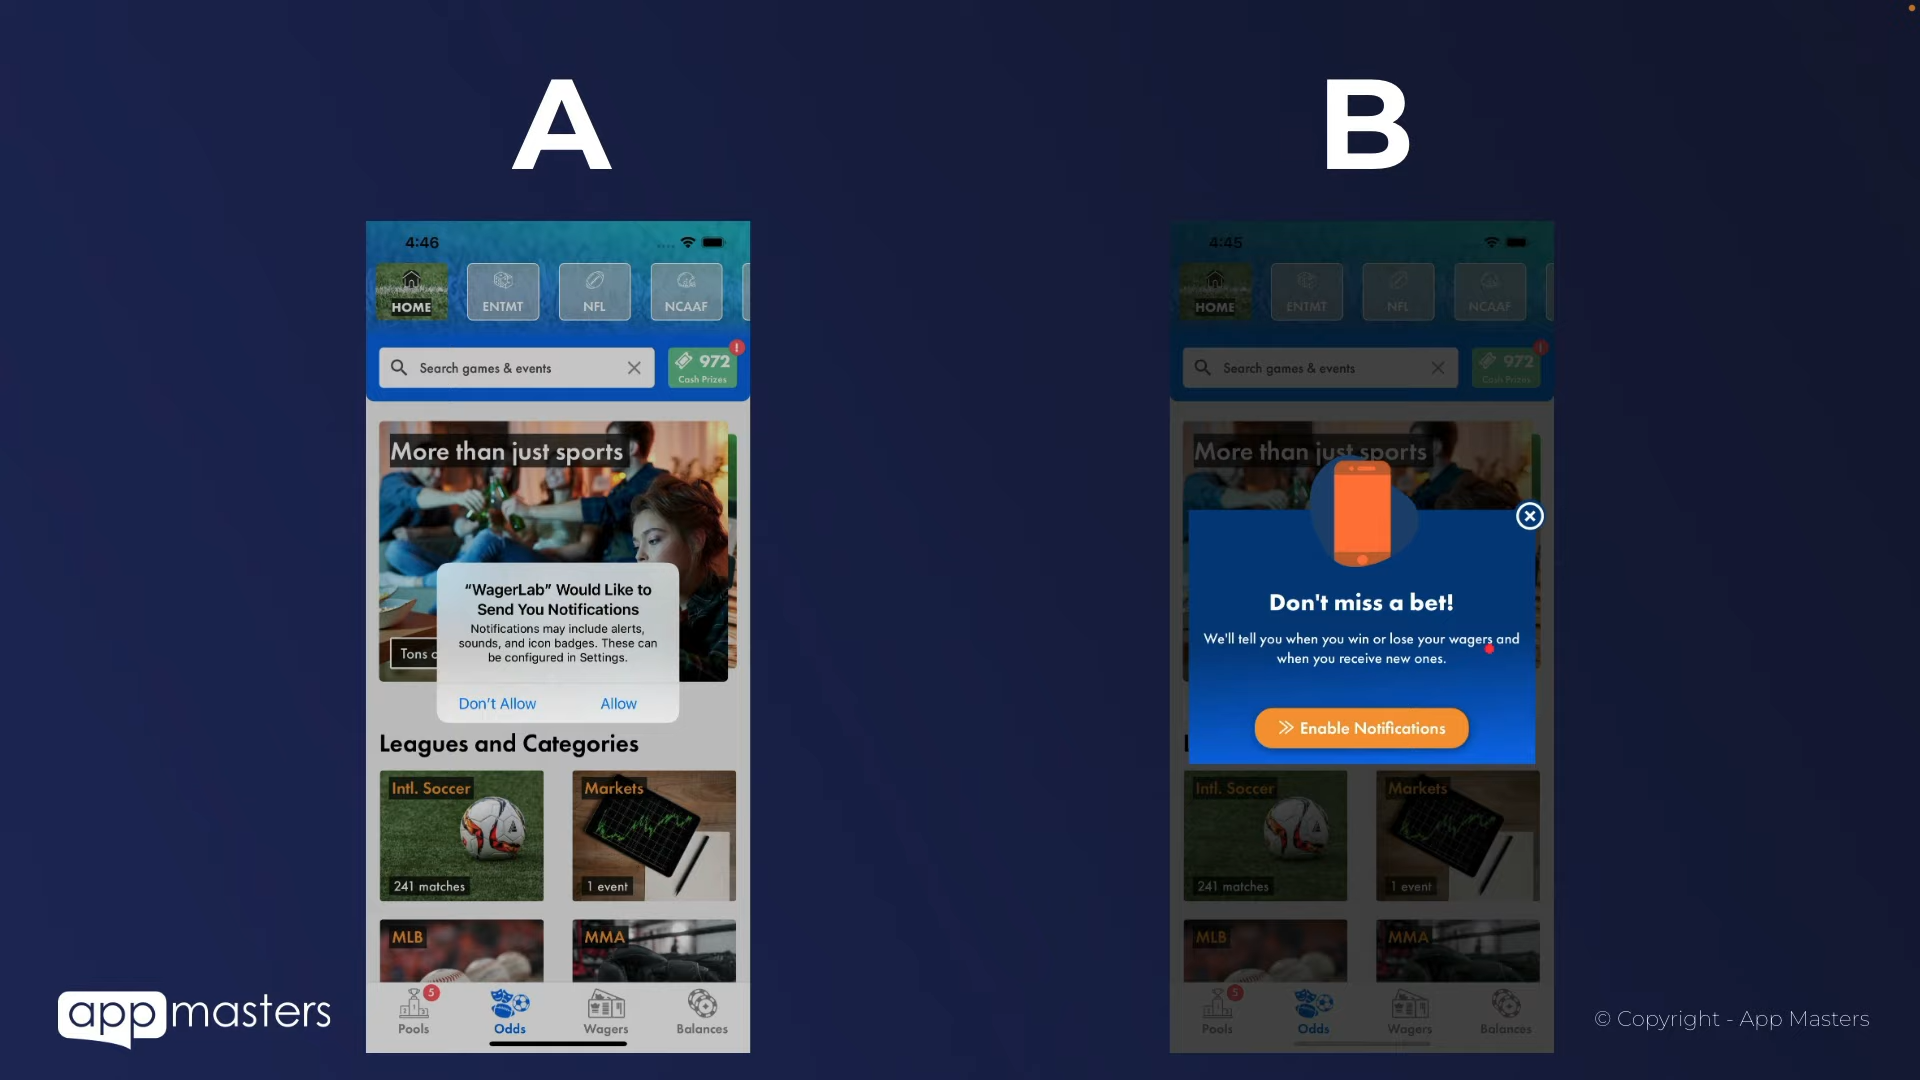 A
4:46
HOME
ENTMT
NFL
NCAAF
Search games & events
972
Cash Prizes
More than just sports
Tons
"WagerLab" Would Like to
Send You Notifications
Notifications may include alerts,
sounds, and icon badges. These can
be configured in Settings.
Don't Allow
Allow
Leagues and Categories
Intl. Soccer
241 matches
Markets
1 event
MLB
MMA
5
Pools
Odds
Wagers
Balances
B
4:45
HOME
ENTMT
NFL
NCAAF
Search games & events
972
Cash Prizes
More than just sports
Don't miss a bet!
We'll tell you when you win or lose your wagers and
when you receive new ones.
Enable Notifications
Intl. Soccer
241 matches
Markets
1 event
MLB
MMA
5
Pools
Odds
Wagers
Balances
appmasters
© Copyright - App Masters